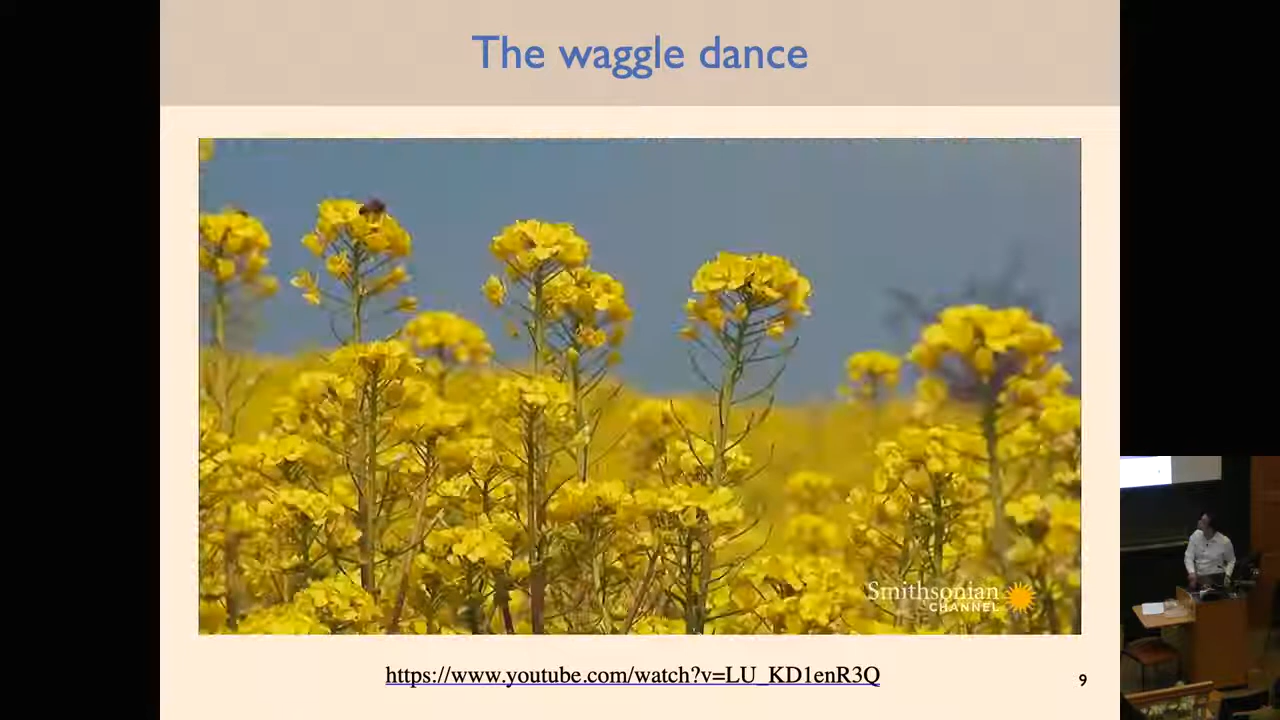 The waggle dance
Smithsonian
CHANNEL
https://www.youtube.com/watch?v=LU_KD1enR3Q
9